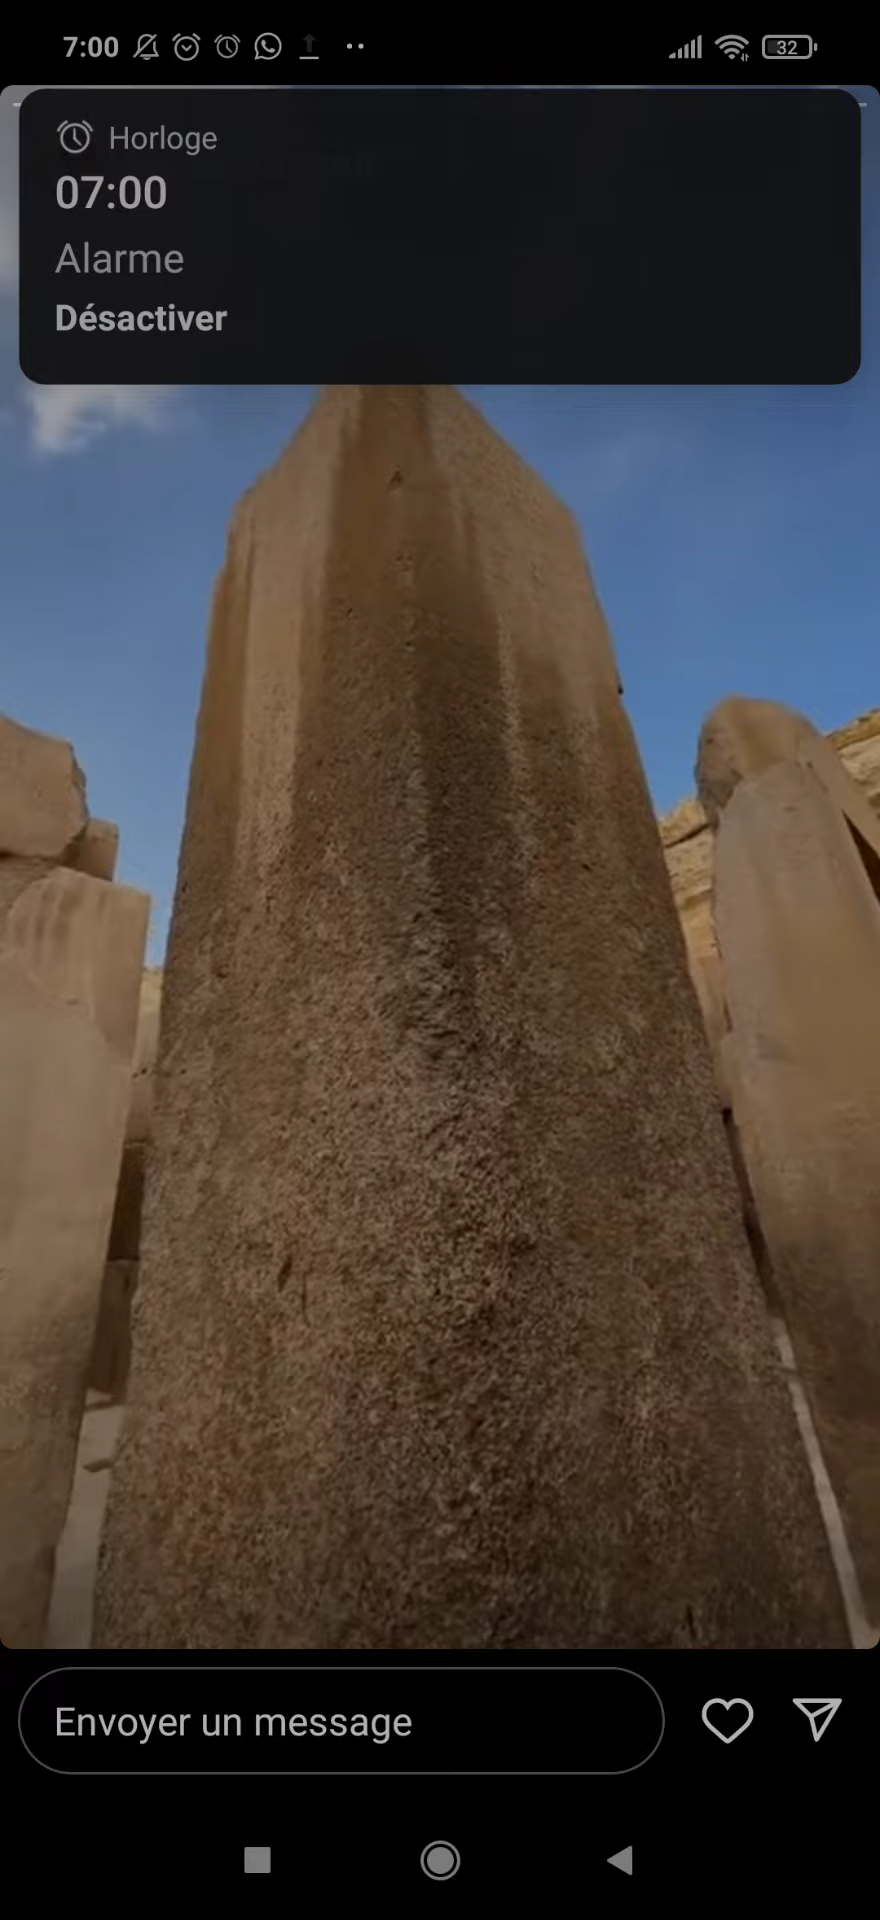 7:00
32
Horloge
07:00
Alarme
Désactiver
Envoyer un message